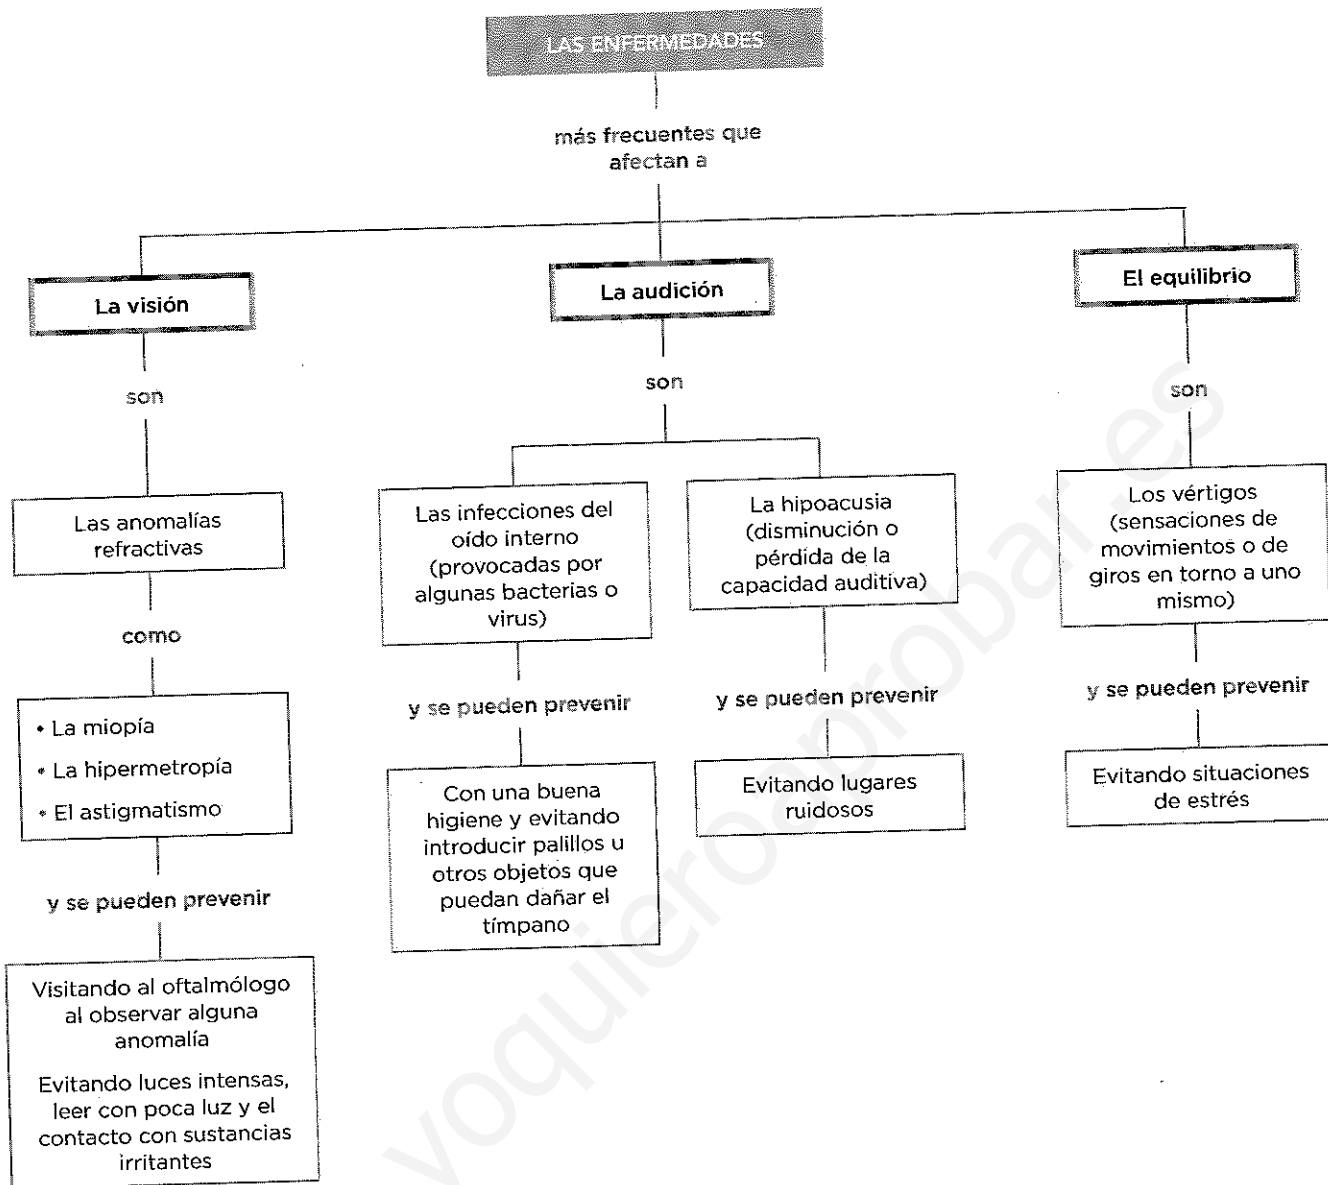 LAS ENFERMEDADES
más frecuentes que
afectan a
La visión
son
Las anomalías
refractivas
como
• La miopía
• La hipermetropía
• El astigmatismo
y se pueden prevenir
Visitando al oftalmólogo
al observar alguna
anomalía
Evitando luces intensas,
leer con poca luz y el
contacto con sustancias
irritantes
La audición
son
Las infecciones del
oído interno
(provocadas por
algunas bacterias o
virus)
y se pueden prevenir
Con una buena
higiene y evitando
introducir palillos u
otros objetos que
puedan dañar el
tímpano
La hipoacusia
(disminución o
pérdida de la
capacidad auditiva)
y se pueden prevenir
Evitando lugares
ruidosos
El equilibrio
son
Los vértigos
(sensaciones de
movimientos o de
giros en torno a uno
mismo)
y se pueden prevenir
Evitando situaciones
de estrés
yoquieroaprobar.es